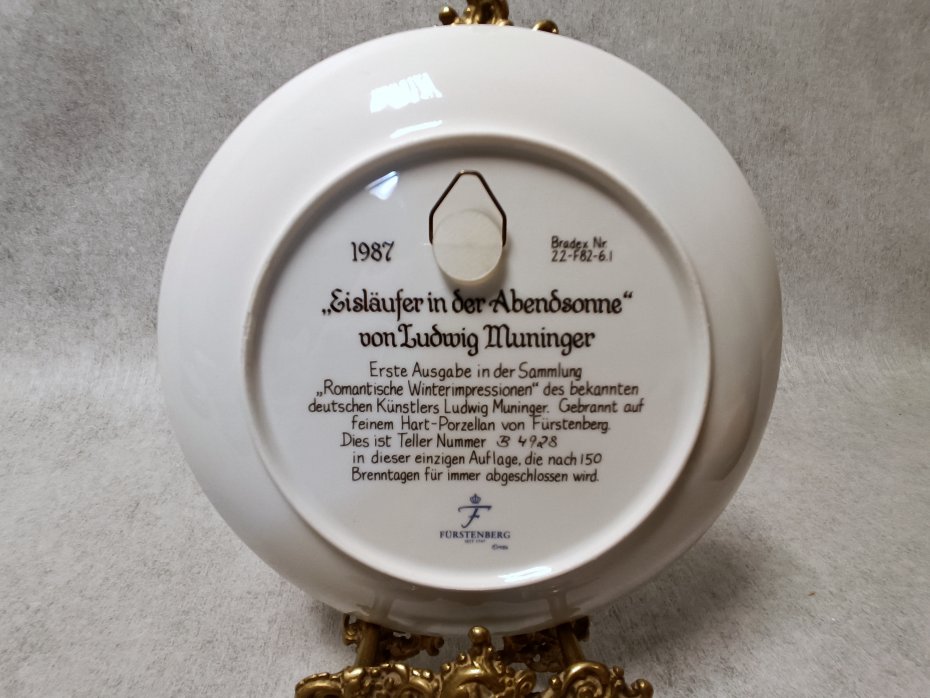 1987
Bradex Nr.
22-F82-6.1
„Eisläufer in der Abendsonne“
von Ludwig Muninger
Erste Ausgabe in der Sammlung
„Romantische Winterimpressionen“ des bekannten
deutschen Künstlers Ludwig Muninger. Gebrannt auf
feinem Hart-Porzellan von Fürstenberg.
Dies ist Teller Nummer B 4928
in dieser einzigen Auflage, die nach 150
Brenntagen für immer abgeschlossen wird.
F
FÜRSTENBERG
SEIT 1747